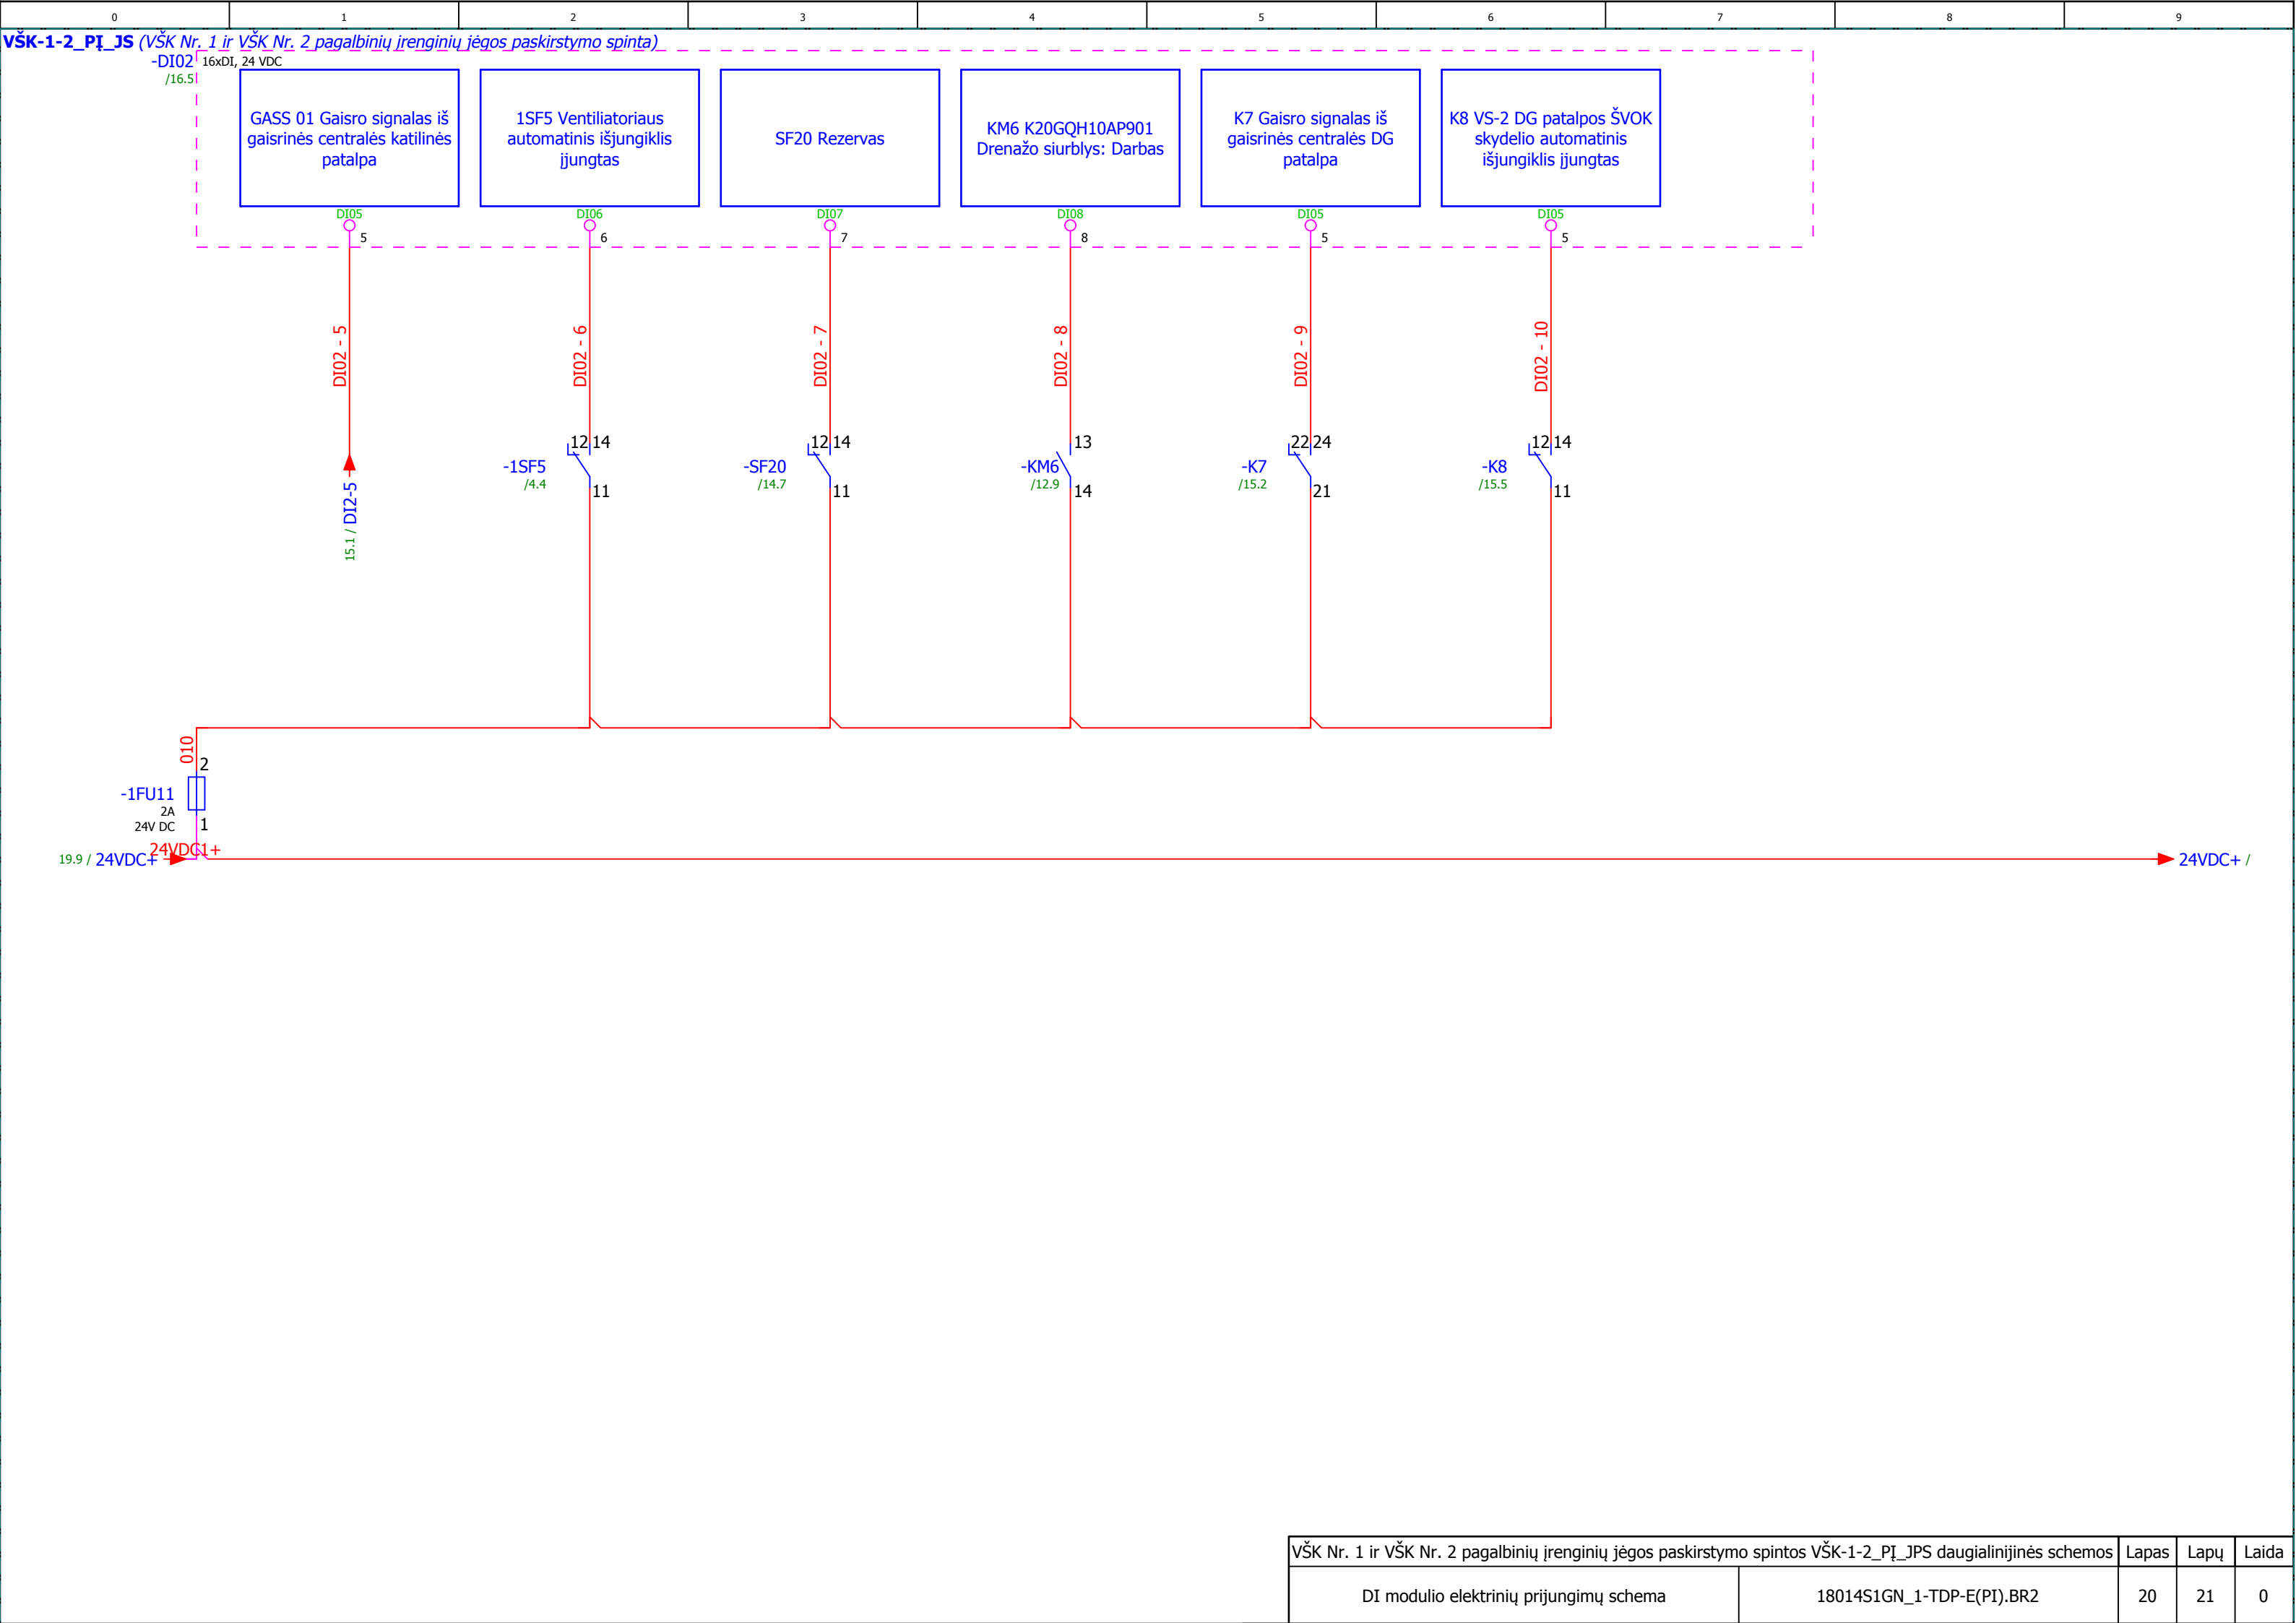 0 1 2 3 4 5 6 7 8 9
VŠK-1-2_PĮ_JS (VŠK Nr. 1 ir VŠK Nr. 2 pagalbinių įrenginių jėgos paskirstymo spinta)
-DI02 16xDI, 24 VDC
/16.5
GASS 01 Gaisro signalas iš
gaisrinės centralės katilinės
patalpa
1SF5 Ventiliatoriaus
automatinis išjungiklis
įjungtas
SF20 Rezervas
KM6 K20GQH10AP901
Drenažo siurblys: Darbas
K7 Gaisro signalas iš
gaisrinės centralės DG
patalpa
K8 VS-2 DG patalpos ŠVOK
skydelio automatinis
išjungiklis įjungtas
DI05 DI06 DI07 DI08 DI05 DI05
5 6 7 8 5 5
DI02 - 5
DI02 - 6
DI02 - 7
DI02 - 8
DI02 - 9
DI02 - 10
15.1 / DI2-5
12 14
-1SF5
/4.4
11
12 14
-SF20
/14.7
11
13
-KM6
/12.9
14
22 24
-K7
/15.2
21
12 14
-K8
/15.5
11
010
2
-1FU11
2A
24V DC
1
24VDC1+
19.9 / 24VDC+
24VDC+ /
VŠK Nr. 1 ir VŠK Nr. 2 pagalbinių įrenginių jėgos paskirstymo spintos VŠK-1-2_PĮ_JPS daugialinijinės schemos Lapas Lapų Laida
DI modulio elektrinių prijungimų schema 18014S1GN_1-TDP-E(PI).BR2 20 21 0